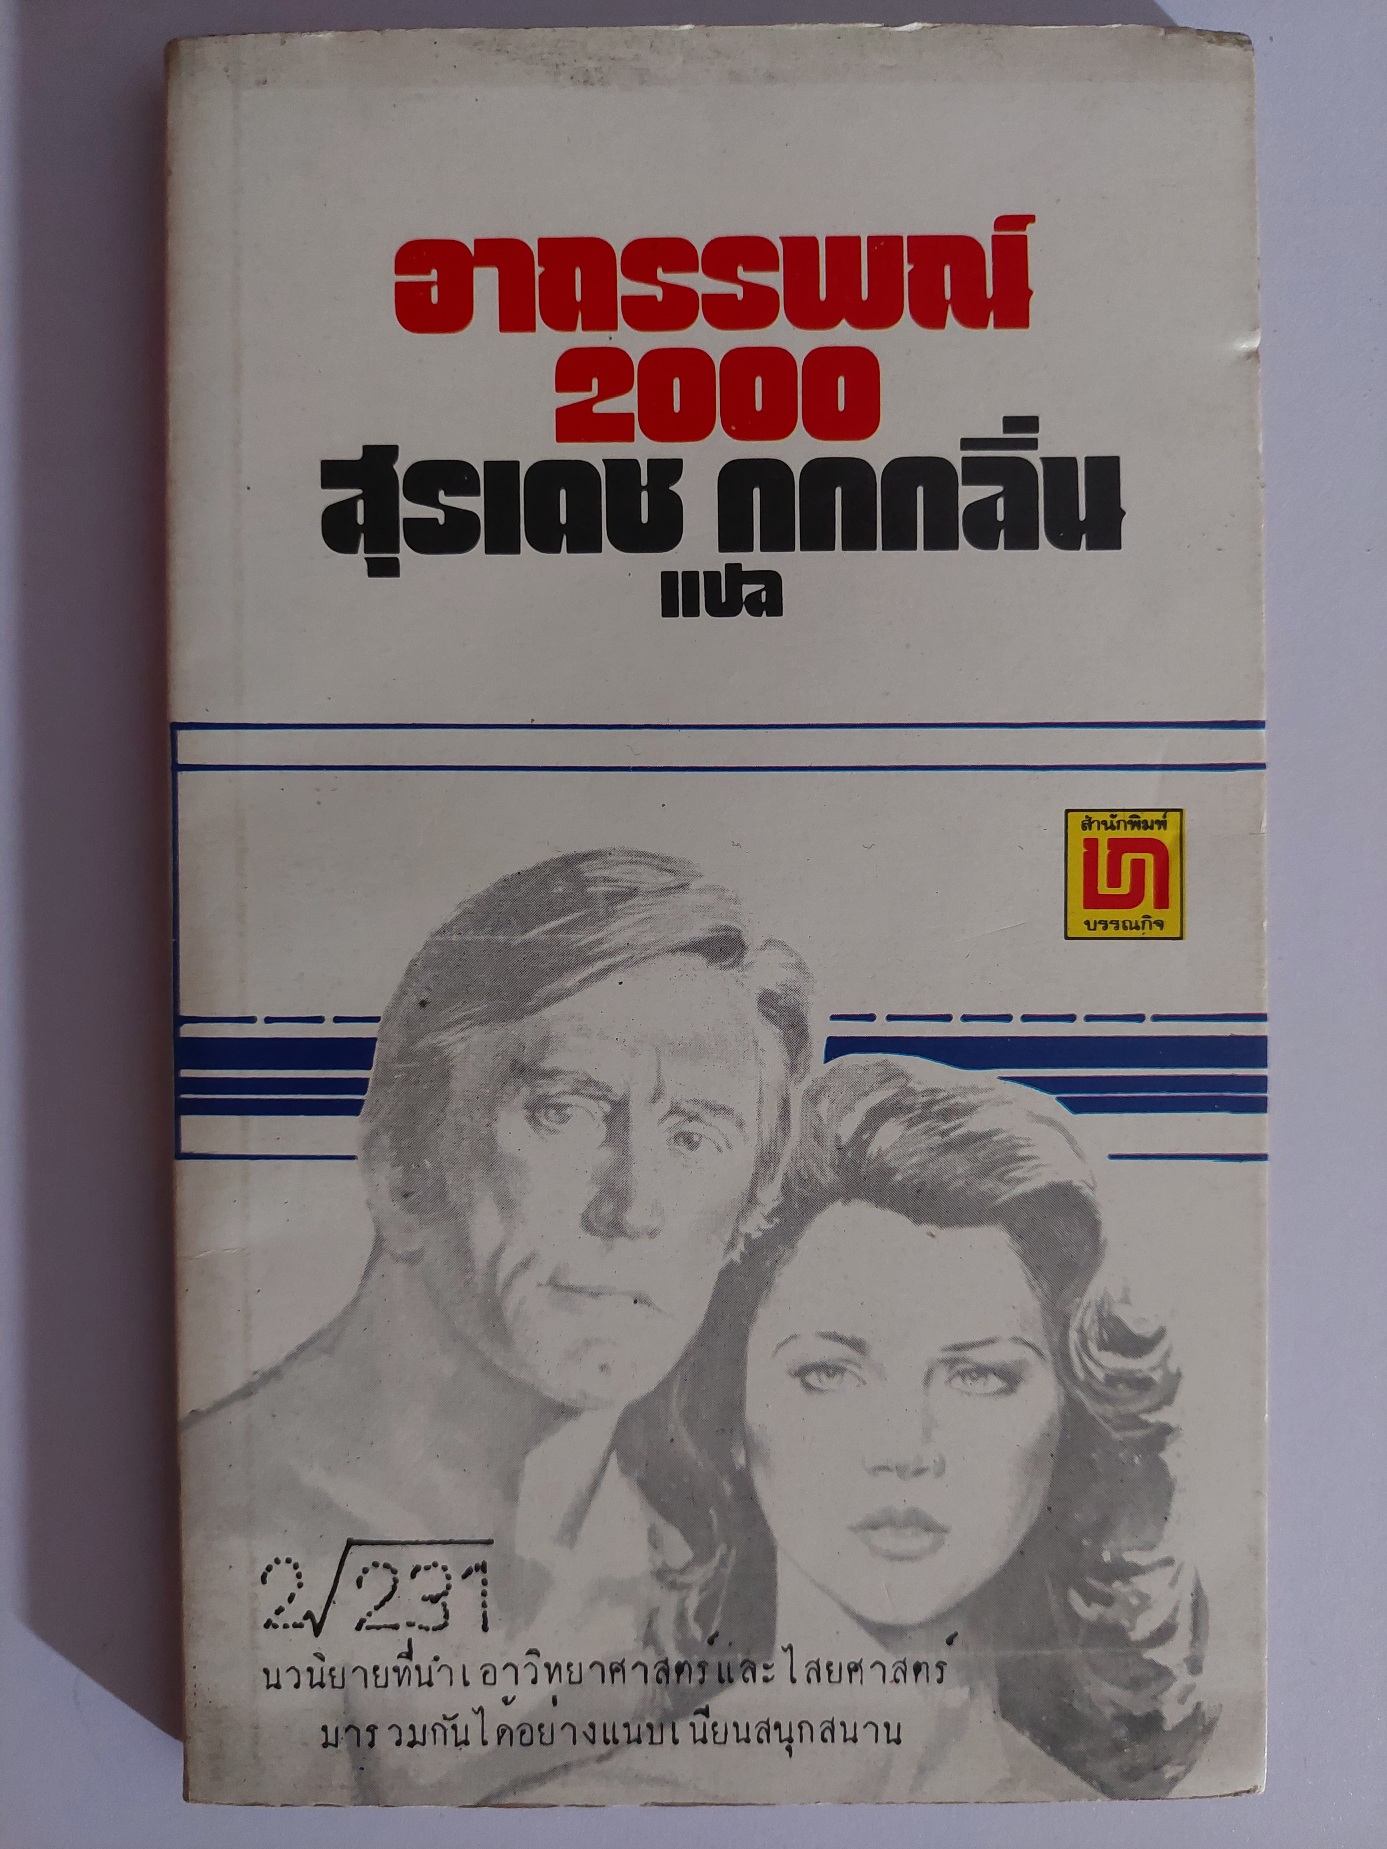 อาถรรพณ์
2000
สุรเดช กกกลิ่น
แปล
สำนักพิมพ์
บรรณกิจ
2√231
นวนิยายที่นำเอาวิทยาศาสตร์และไสยศาสตร์
มารวมกันได้อย่างแนบเนียนสนุกสนาน